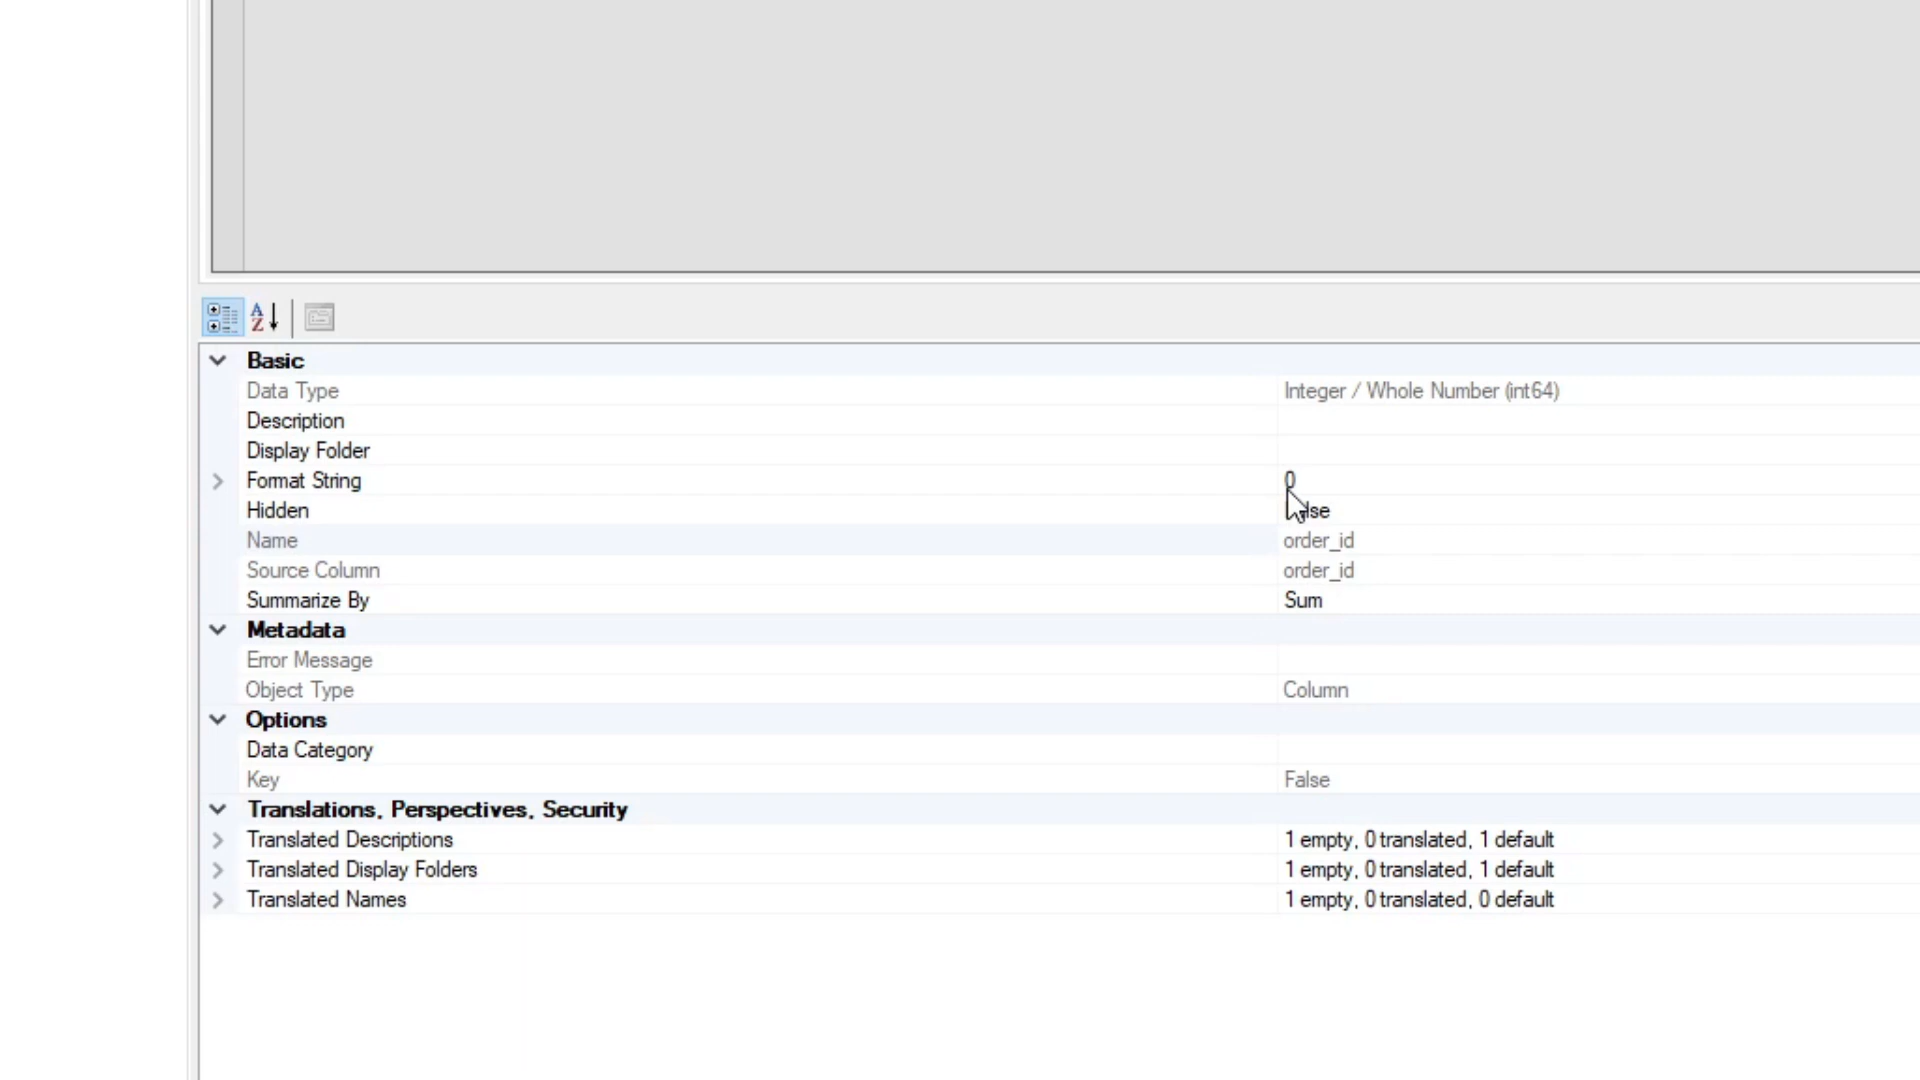 Basic
Data Type Integer / Whole Number (int64)
Description
Display Folder
Format String 0
Hidden
Name order_id
Source Column order_id
Summarize By Sum
Metadata
Error Message
Object Type Column
Options
Data Category
Key False
Translations, Perspectives, Security
Translated Descriptions 1 empty, 0 translated, 1 default
Translated Display Folders 1 empty, 0 translated, 1 default
Translated Names 1 empty, 0 translated, 0 default